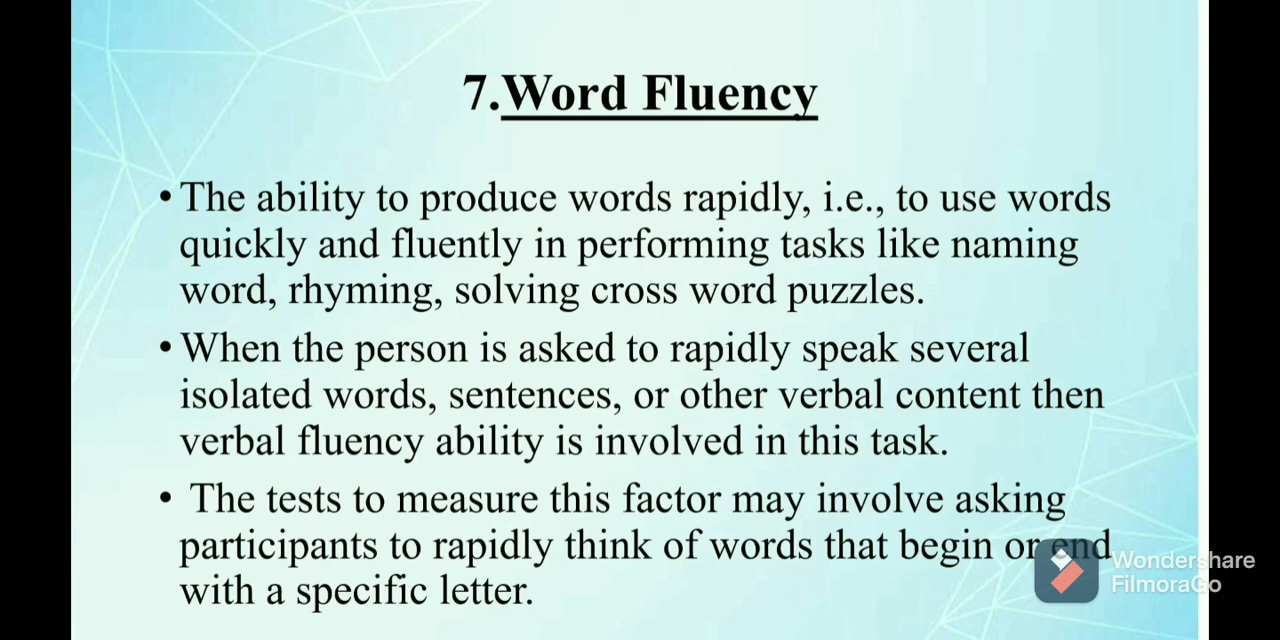 7.Word Fluency
•The ability to produce words rapidly, i.e., to use words
quickly and fluently in performing tasks like naming
word, rhyming, solving cross word puzzles.
•When the person is asked to rapidly speak several
isolated words, sentences, or other verbal content then
verbal fluency ability is involved in this task.
• The tests to measure this factor may involve asking
participants to rapidly think of words that begin or end
with a specific letter.
Wondershare
FilmoraGo